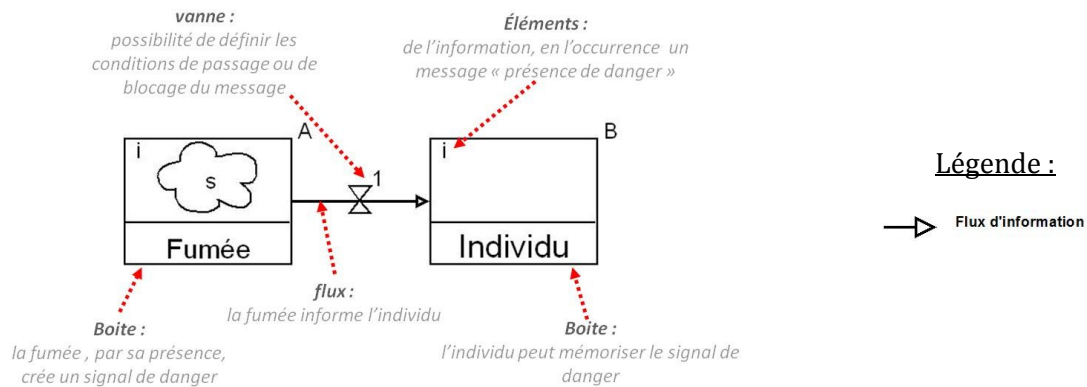 vanne :
possibilité de définir les
conditions de passage ou de
blocage du message
Éléments :
de l'information, en l'occurrence un
message « présence de danger »
A
B
i
s
1
i
Fumée
Individu
Légende :
Flux d'information
flux :
la fumée informe l'individu
Boite :
la fumée , par sa présence,
crée un signal de danger
Boite :
l'individu peut mémoriser le signal de
danger